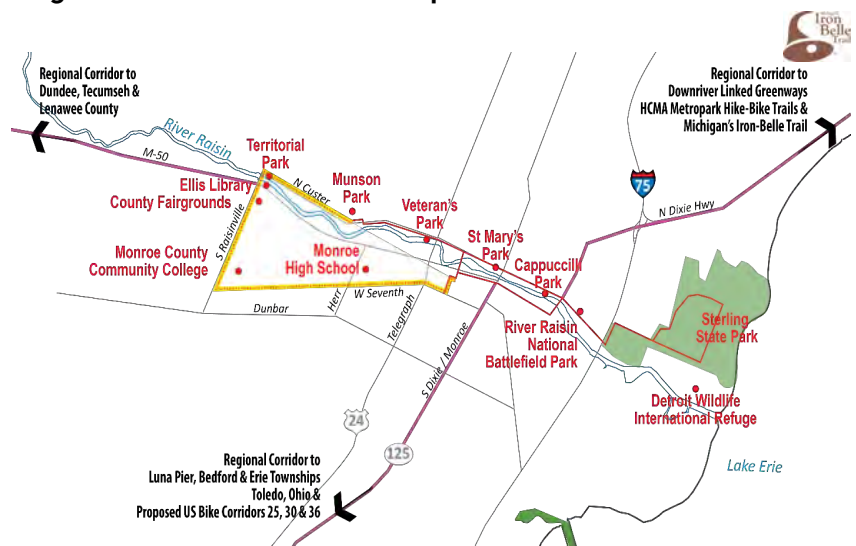 Iron
Belle
Trail
Regional Corridor to
Dundee, Tecumseh &
Lenawee County
Regional Corridor to
Downriver Linked Greenways
HCMA Metropark Hike-Bike Trails &
Michigan's Iron-Belle Trail
River Raisin
M-50
Territorial
Park
Ellis Library
County Fairgrounds
N Custer
Munson
Park
Veteran's
Park
75
N Dixie Hwy
S Raisinville
St Mary's
Park
Cappuccilli
Park
Monroe County
Community College
Monroe
High School
W Seventh
Dunbar
Herr
Telegraph
S Dixie / Monroe
River Raisin
National
Battlefield Park
Sterling
State Park
Detroit Wildlife
International Refuge
24
125
Lake Erie
Regional Corridor to
Luna Pier, Bedford & Erie Townships
Toledo, Ohio &
Proposed US Bike Corridors 25, 30 & 36